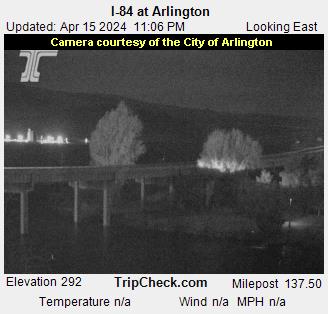 I-84 at Arlington
Updated: Apr 15 2024 11:06 PM Looking East
Camera courtesy of the City of Arlington
Elevation 292 TripCheck.com Milepost 137.50
Temperature n/a Wind n/a MPH n/a